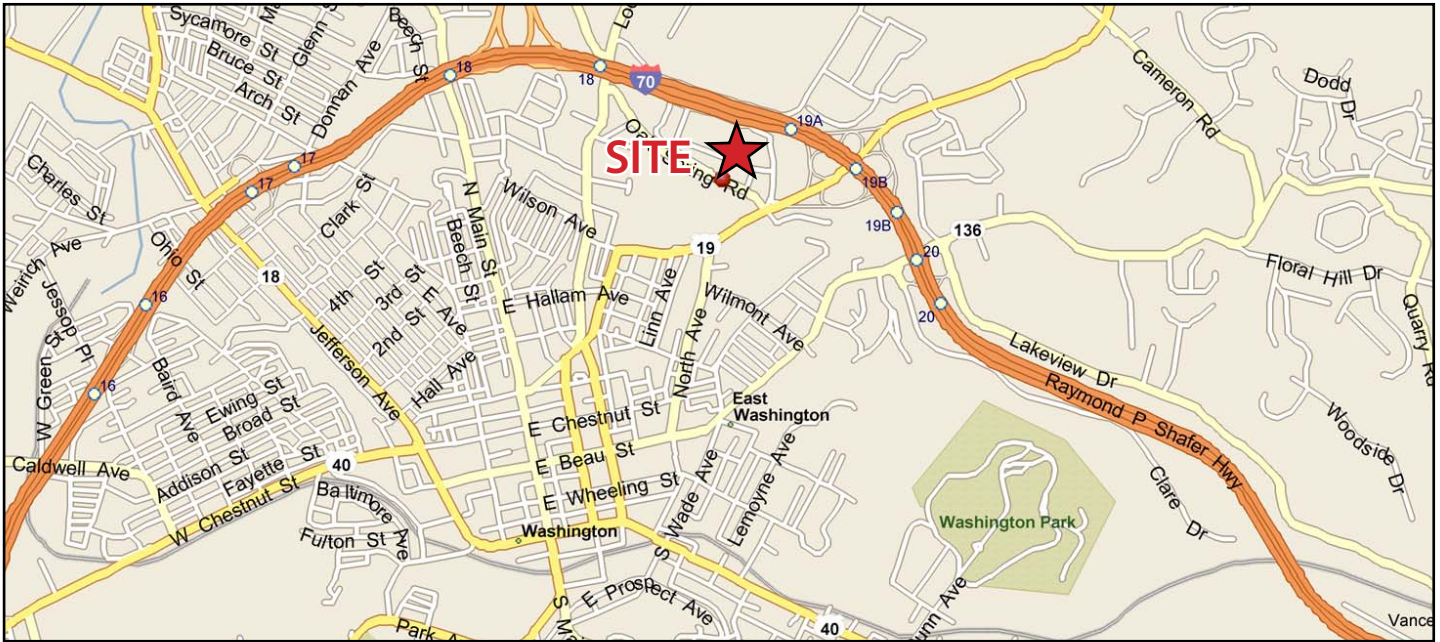 Sycamore St
Bruce St
Arch St
Glenn
Donnan Ave
Beech St
18
18
70
17
17
19A
19B
19B
20
20
16
16
SITE
Rd
Cameron Rd
Dodd Dr
Charles St
Weirich Ave
Ohio St
Jessop Pl
W Green St
Clark St
N Main St
Beech St
Wilson Ave
19
136
Floral Hill Dr
Quarry Rd
18
4th St
3rd St
2nd St
E Ave
E Hallam Ave
Linn Ave
North Ave
Wilmont Ave
Jefferson Ave
Hall Ave
Baird Ave
Ewing St
Broad St
Addison St
Fayette St
Caldwell Ave
40
W Chestnut St
Baltimore Ave
Fulton St
E Chestnut St
E Beau St
E Wheeling St
East Washington
Washington
S Wade Ave
Lemoyne Ave
E Prospect Ave
Lakeview Dr
Raymond P Shafer Hwy
Woodside Dr
Clare Dr
Washington Park
40
Park
Vance